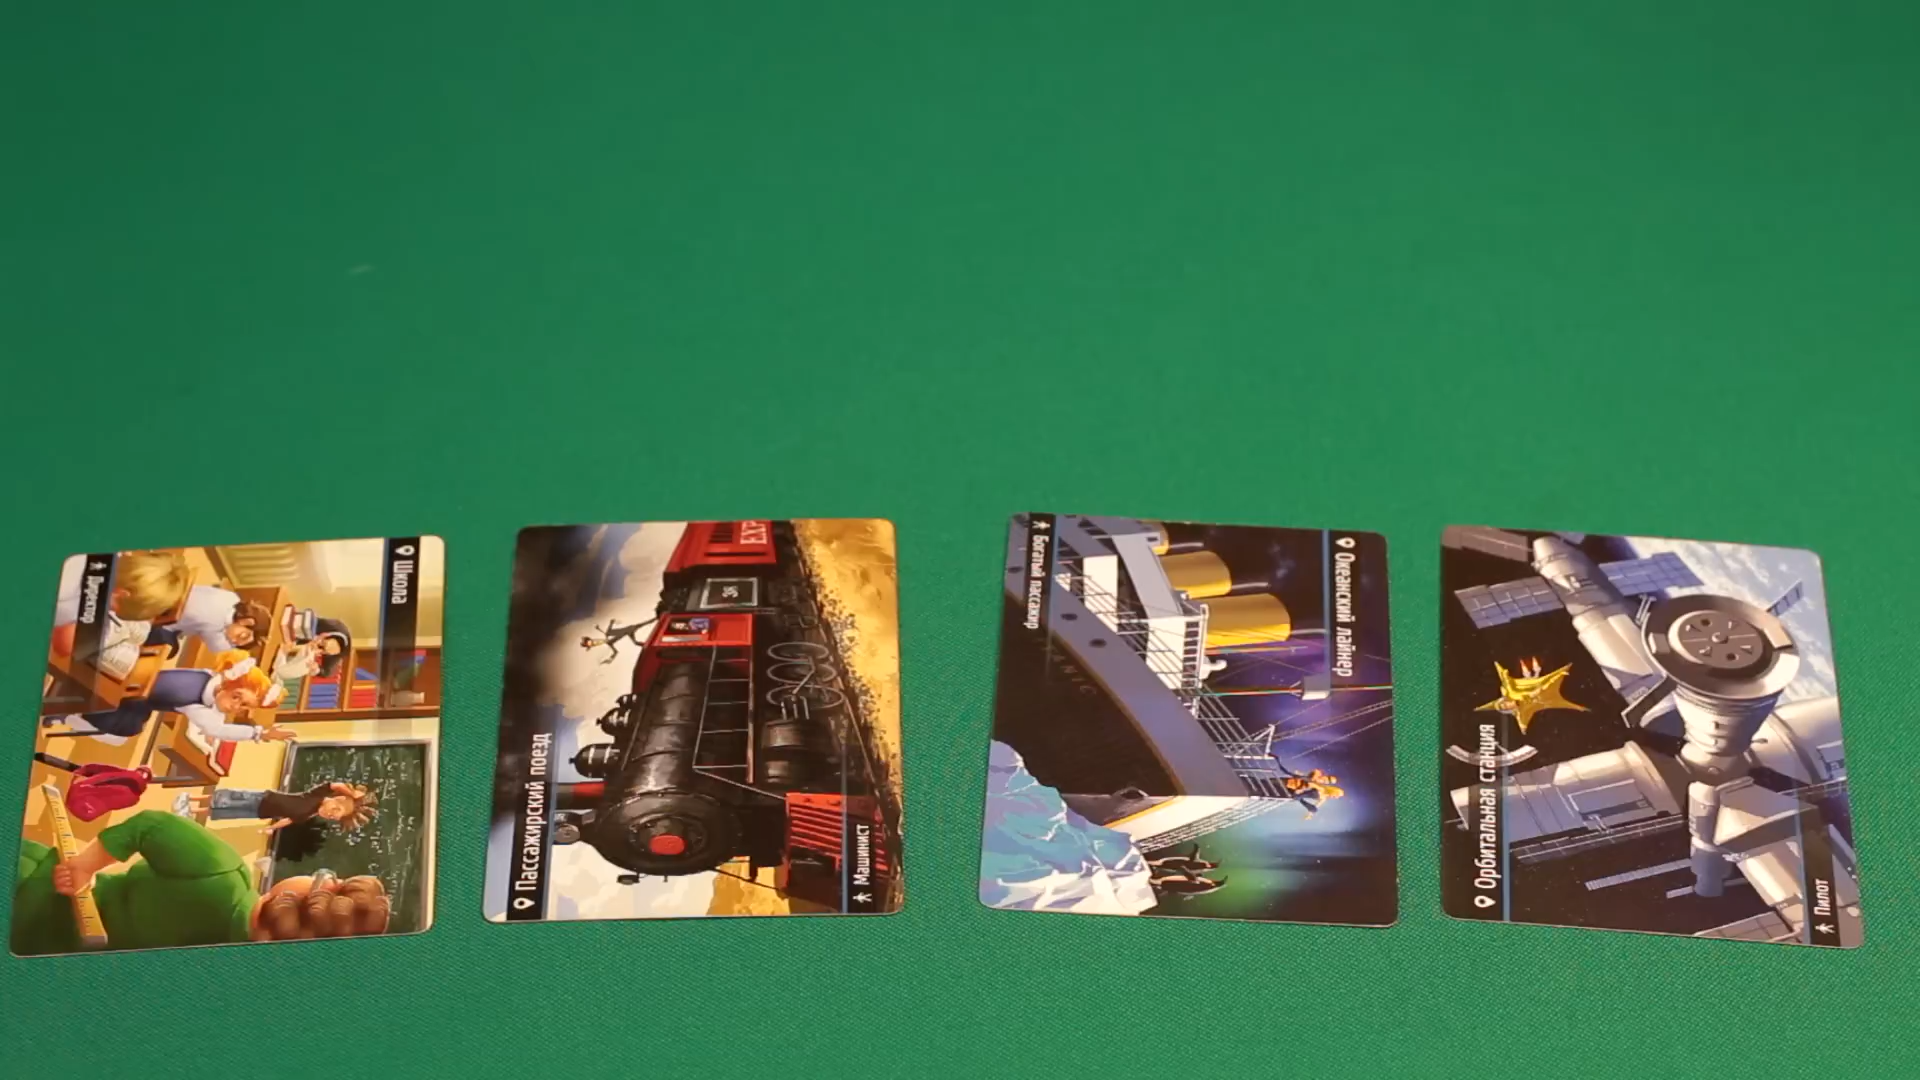 Школа
Директор
Пассажирский поезд
Машинист
Океанский лайнер
Богатый пассажир
Орбитальная станция
Пилот